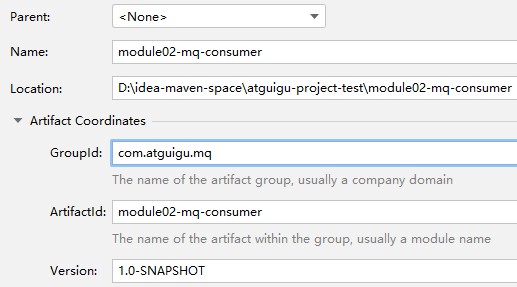 Parent: <None>
Name: module02-mq-consumer
Location: D:\idea-maven-space\atguigu-project-test\module02-mq-consumer
Artifact Coordinates
GroupId: com.atguigu.mq
The name of the artifact group, usually a company domain
ArtifactId: module02-mq-consumer
The name of the artifact within the group, usually a module name
Version: 1.0-SNAPSHOT